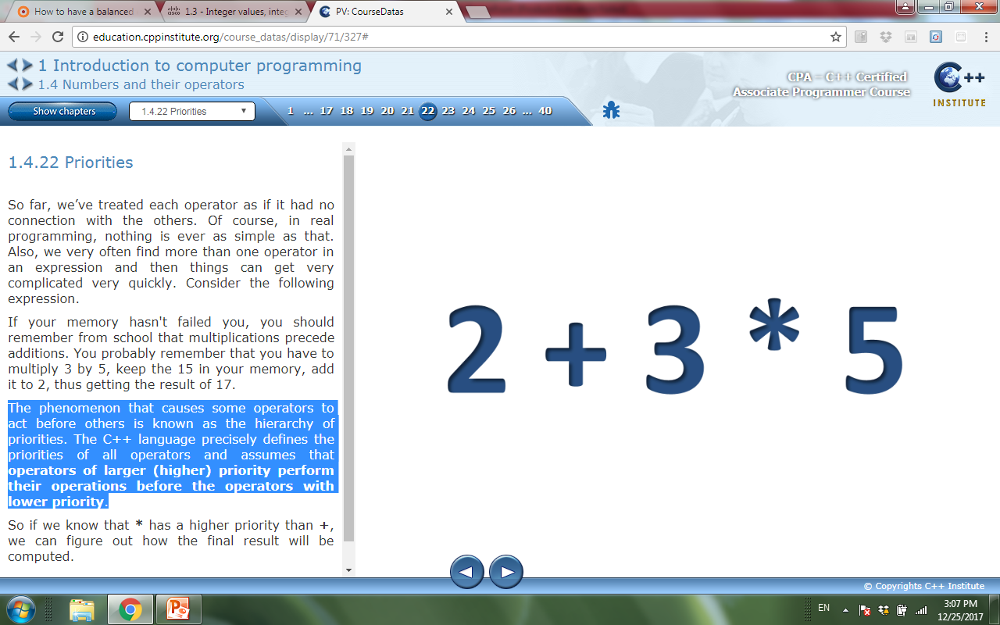 How to have a balanced
1.3 - Integer values, integ
PV: CourseDatas
education.cppinstitute.org/course_datas/display/71/327#
1 Introduction to computer programming
1.4 Numbers and their operators
CPA – C++ Certified
Associate Programmer Course
C++
INSTITUTE
Show chapters
1.4.22 Priorities
1 ... 17 18 19 20 21 22 23 24 25 26 ... 40
1.4.22 Priorities
So far, we’ve treated each operator as if it had no
connection with the others. Of course, in real
programming, nothing is ever as simple as that.
Also, we very often find more than one operator in
an expression and then things can get very
complicated very quickly. Consider the following
expression.
If your memory hasn't failed you, you should
remember from school that multiplications precede
additions. You probably remember that you have to
multiply 3 by 5, keep the 15 in your memory, add
it to 2, thus getting the result of 17.
The phenomenon that causes some operators to
act before others is known as the hierarchy of
priorities. The C++ language precisely defines the
priorities of all operators and assumes that
operators of larger (higher) priority perform
their operations before the operators with
lower priority.
So if we know that * has a higher priority than +,
we can figure out how the final result will be
computed.
2 + 3 * 5
© Copyrights C++ Institute
EN
3:07 PM
12/25/2017